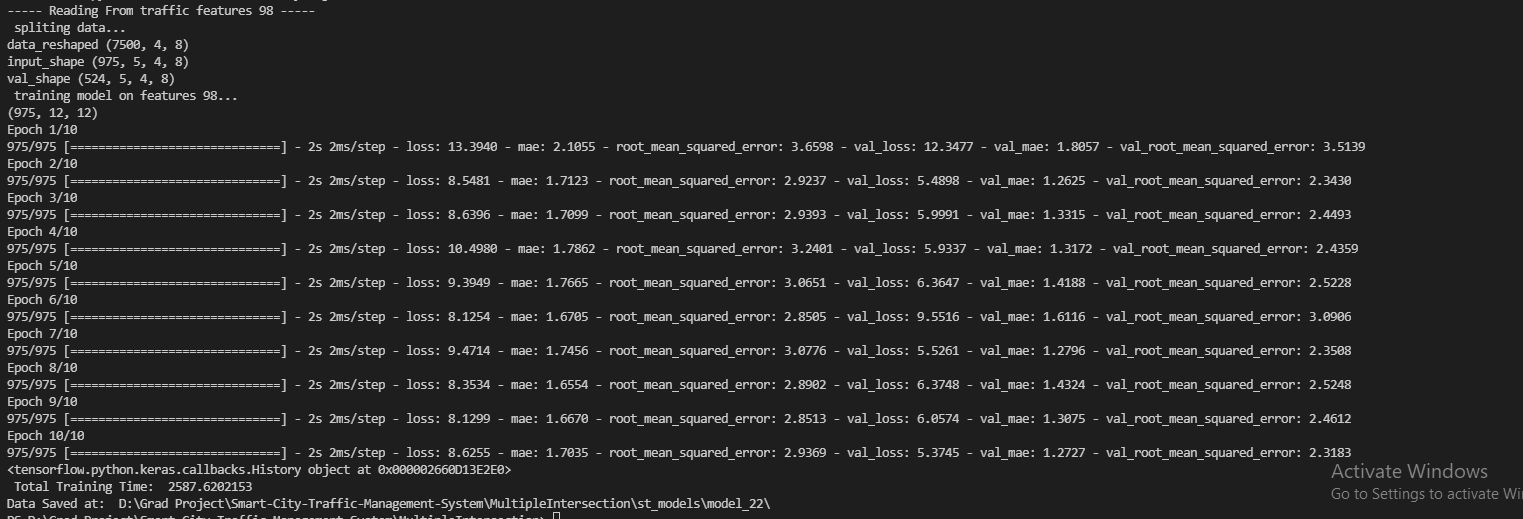 ----- Reading From traffic features 98 -----
spliting data...
data_reshaped (7500, 4, 8)
input_shape (975, 5, 4, 8)
val_shape (524, 5, 4, 8)
training model on features 98...
(975, 12, 12)
Epoch 1/10
975/975 [==============================] - 2s 2ms/step - loss: 13.3940 - mae: 2.1055 - root_mean_squared_error: 3.6598 - val_loss: 12.3477 - val_mae: 1.8057 - val_root_mean_squared_error: 3.5139
Epoch 2/10
975/975 [==============================] - 2s 2ms/step - loss: 8.5481 - mae: 1.7123 - root_mean_squared_error: 2.9237 - val_loss: 5.4898 - val_mae: 1.2625 - val_root_mean_squared_error: 2.3430
Epoch 3/10
975/975 [==============================] - 2s 2ms/step - loss: 8.6396 - mae: 1.7099 - root_mean_squared_error: 2.9393 - val_loss: 5.9991 - val_mae: 1.3315 - val_root_mean_squared_error: 2.4493
Epoch 4/10
975/975 [==============================] - 2s 2ms/step - loss: 10.4980 - mae: 1.7862 - root_mean_squared_error: 3.2401 - val_loss: 5.9337 - val_mae: 1.3172 - val_root_mean_squared_error: 2.4359
Epoch 5/10
975/975 [==============================] - 2s 2ms/step - loss: 9.3949 - mae: 1.7665 - root_mean_squared_error: 3.0651 - val_loss: 6.3647 - val_mae: 1.4188 - val_root_mean_squared_error: 2.5228
Epoch 6/10
975/975 [==============================] - 2s 2ms/step - loss: 8.1254 - mae: 1.6705 - root_mean_squared_error: 2.8505 - val_loss: 9.5516 - val_mae: 1.6116 - val_root_mean_squared_error: 3.0906
Epoch 7/10
975/975 [==============================] - 2s 2ms/step - loss: 9.4714 - mae: 1.7456 - root_mean_squared_error: 3.0776 - val_loss: 5.5261 - val_mae: 1.2796 - val_root_mean_squared_error: 2.3508
Epoch 8/10
975/975 [==============================] - 2s 2ms/step - loss: 8.3534 - mae: 1.6554 - root_mean_squared_error: 2.8902 - val_loss: 6.3748 - val_mae: 1.4324 - val_root_mean_squared_error: 2.5248
Epoch 9/10
975/975 [==============================] - 2s 2ms/step - loss: 8.1299 - mae: 1.6670 - root_mean_squared_error: 2.8513 - val_loss: 6.0574 - val_mae: 1.3075 - val_root_mean_squared_error: 2.4612
Epoch 10/10
975/975 [==============================] - 2s 2ms/step - loss: 8.6255 - mae: 1.7035 - root_mean_squared_error: 2.9369 - val_loss: 5.3745 - val_mae: 1.2727 - val_root_mean_squared_error: 2.3183
<tensorflow.python.keras.callbacks.History object at 0x000002660D13E2E0>
Total Training Time:  2587.6202153
Data Saved at:  D:\Grad Project\Smart-City-Traffic-Management-System\MultipleIntersection\st_models\model_22\
Activate Windows
Go to Settings to activate